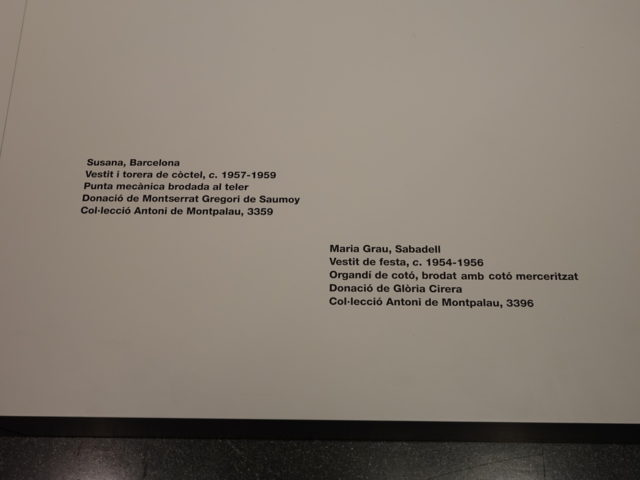 Susana, Barcelona
Vestit i torera de còctel, c. 1957-1959
Punta mecànica brodada al teler
Donació de Montserrat Gregori de Saumoy
Col·lecció Antoni de Montpalau, 3359
Maria Grau, Sabadell
Vestit de festa, c. 1954-1956
Organdí de cotó, brodat amb cotó merceritzat
Donació de Glòria Cirera
Col·lecció Antoni de Montpalau, 3396